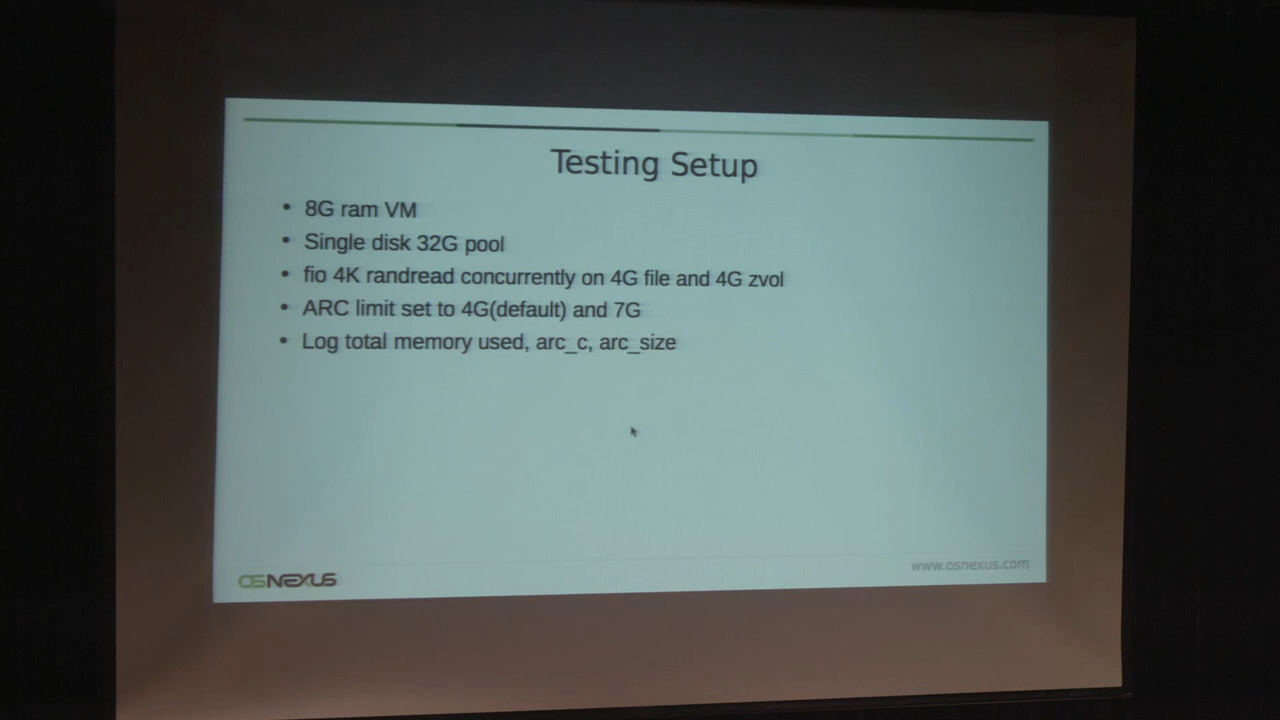 Testing Setup
• 8G ram VM
• Single disk 32G pool
• fio 4K randread concurrently on 4G file and 4G zvol
• ARC limit set to 4G(default) and 7G
• Log total memory used, arc_c, arc_size
OSNEXUS
www.osnexus.com